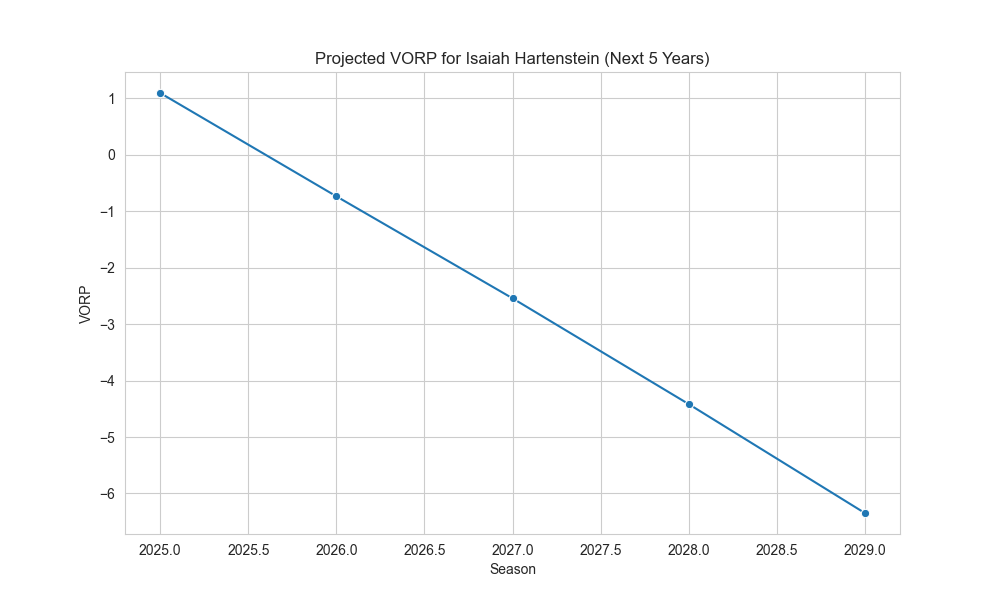 Projected VORP for Isaiah Hartenstein (Next 5 Years)
VORP
1
0
−1
−2
−3
−4
−5
−6
2025.0 2025.5 2026.0 2026.5 2027.0 2027.5 2028.0 2028.5 2029.0
Season